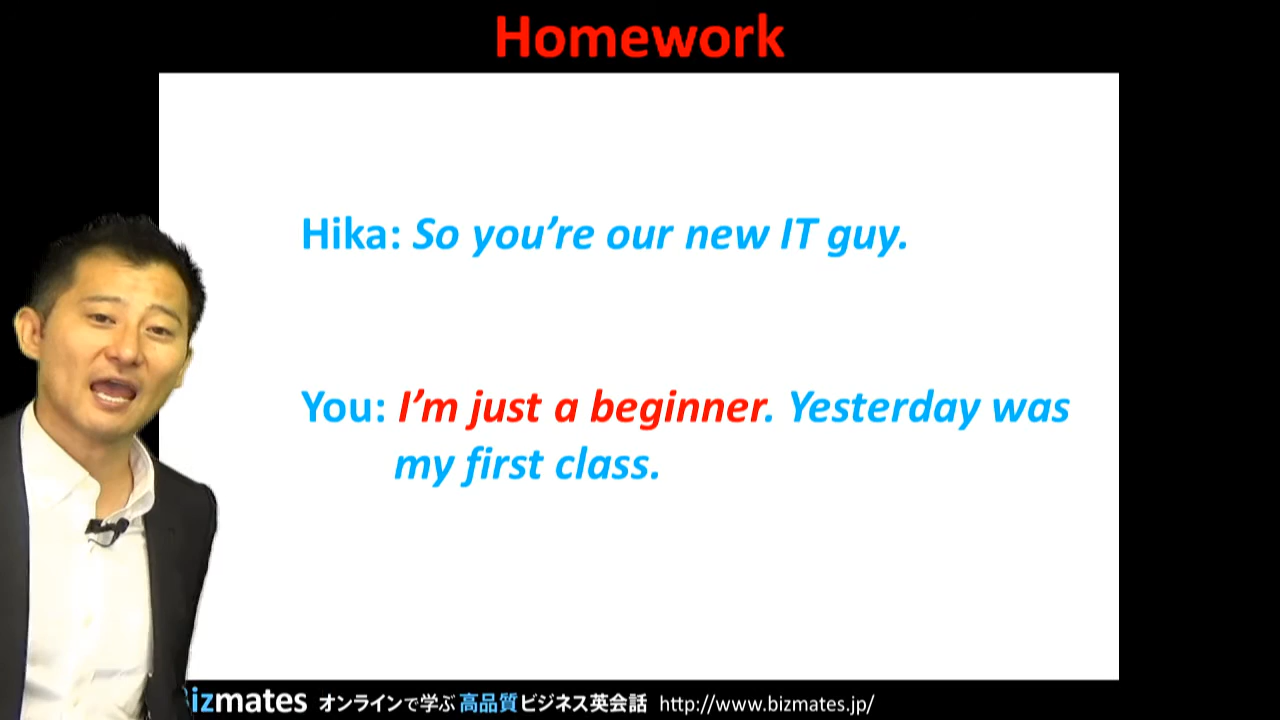 Homework
Hika: So you're our new IT guy.
You: I'm just a beginner. Yesterday was
my first class.
izmates オンラインで学ぶ 高品質ビジネス英会話 http://www.bizmates.jp/